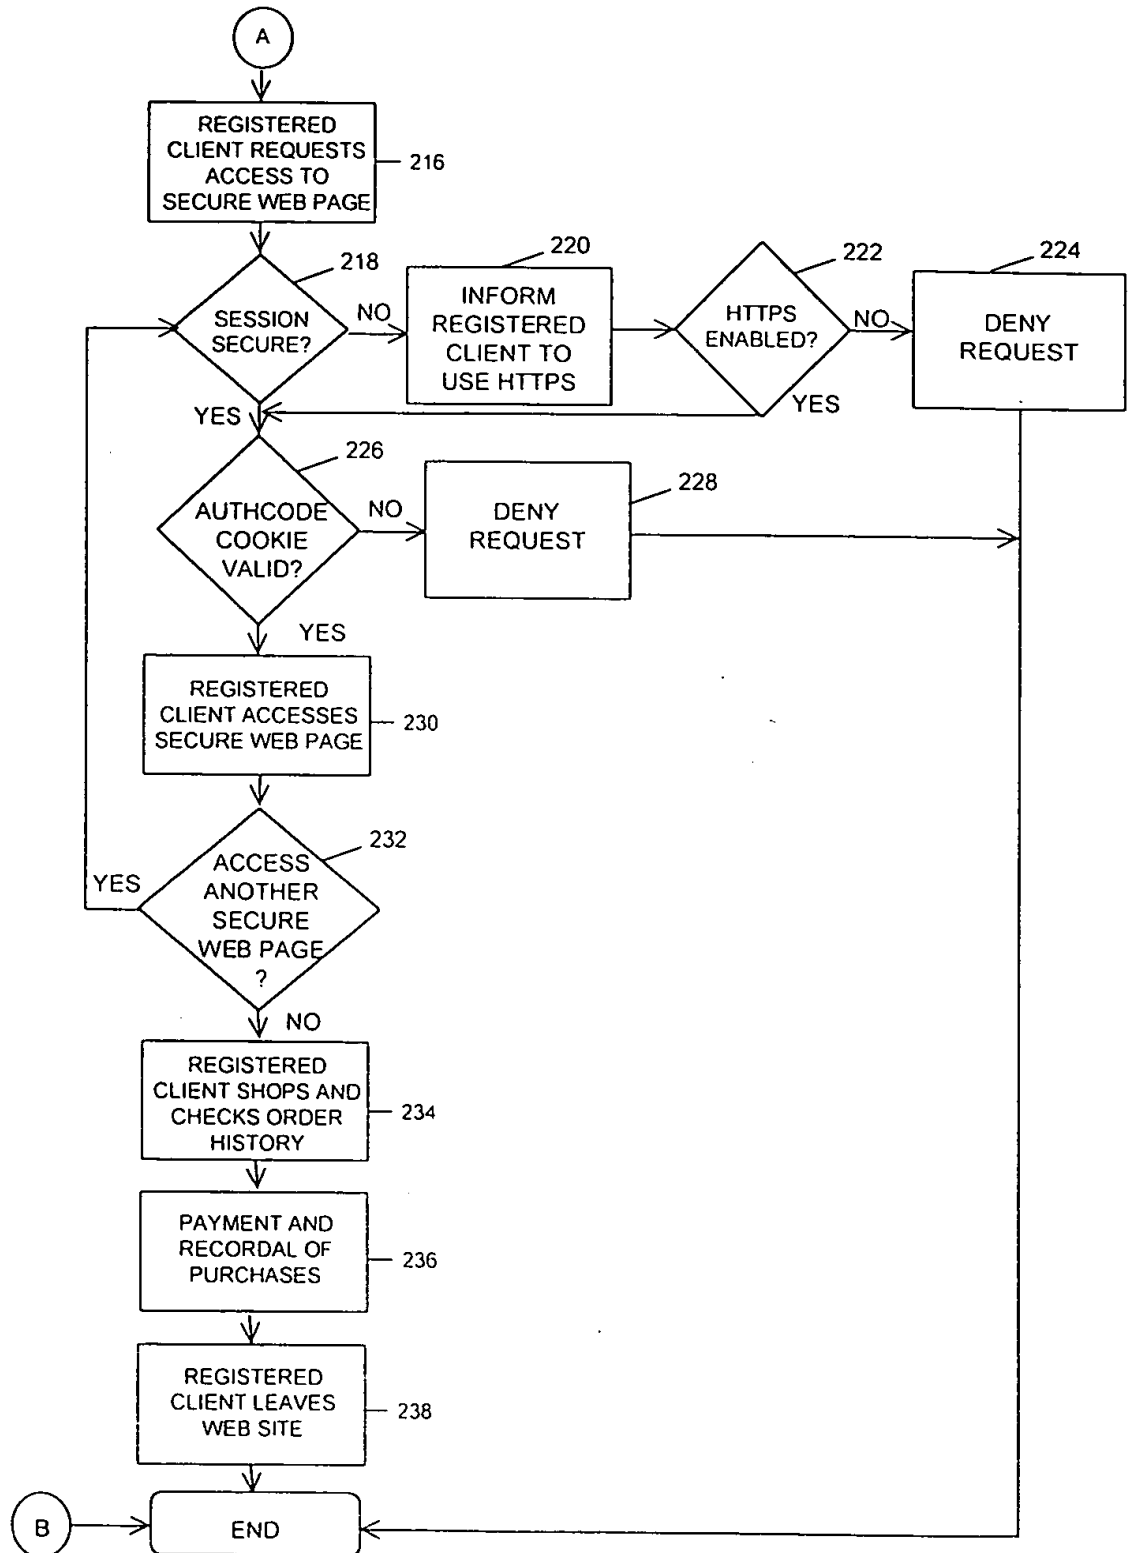 A
REGISTERED
CLIENT REQUESTS
ACCESS TO
SECURE WEB PAGE
216
218
SESSION
SECURE?
NO
YES
220
INFORM
REGISTERED
CLIENT TO
USE HTTPS
222
HTTPS
ENABLED?
NO
YES
224
DENY
REQUEST
226
AUTHCODE
COOKIE
VALID?
NO
YES
228
DENY
REQUEST
REGISTERED
CLIENT ACCESSES
SECURE WEB PAGE
230
232
ACCESS
ANOTHER
SECURE
WEB PAGE
?
YES
NO
REGISTERED
CLIENT SHOPS AND
CHECKS ORDER
HISTORY
234
PAYMENT AND
RECORDAL OF
PURCHASES
236
REGISTERED
CLIENT LEAVES
WEB SITE
238
B
END